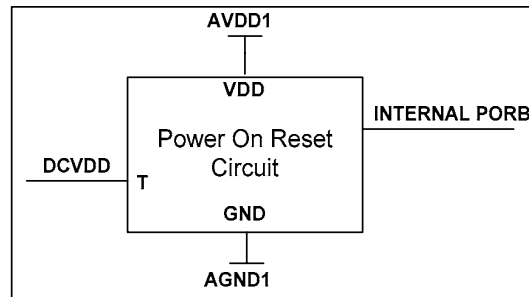 AVDD1
VDD
INTERNAL PORB
Power On Reset
Circuit
DCVDD
T
GND
AGND1